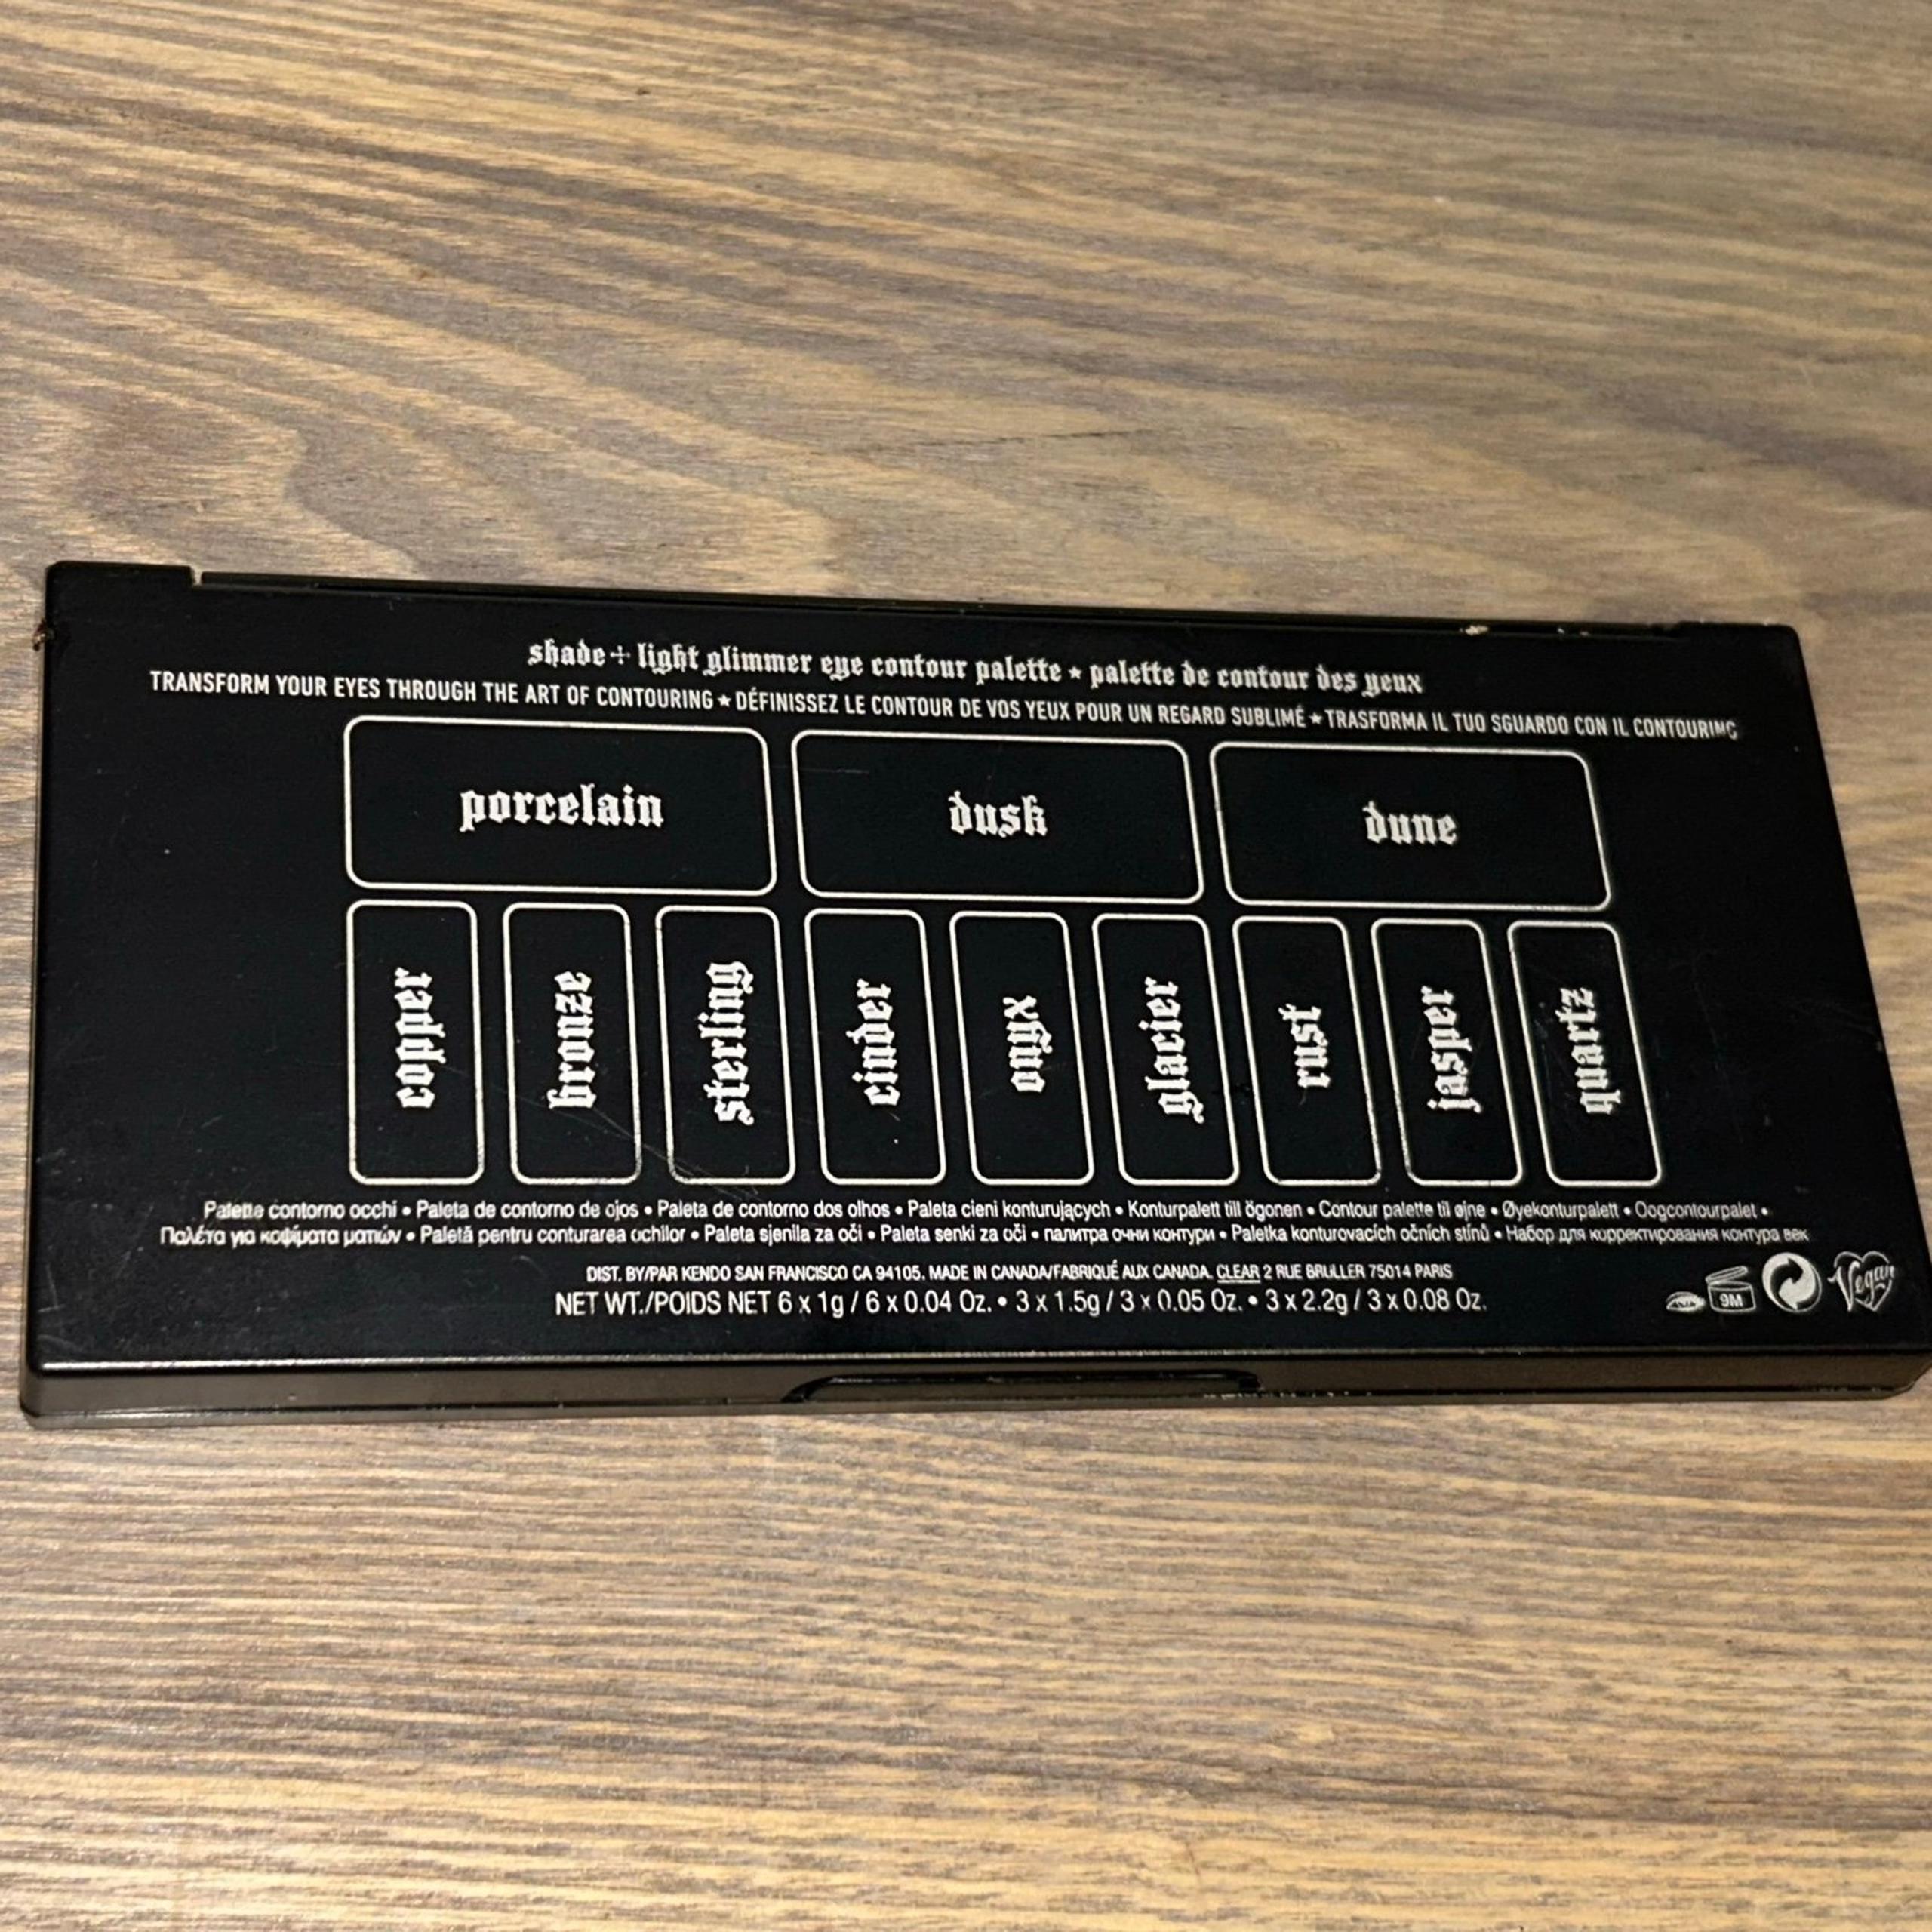 shade + light glimmer eye contour palette ★ palette de contour des yeux
TRANSFORM YOUR EYES THROUGH THE ART OF CONTOURING ★ DÉFINISSEZ LE CONTOUR DE VOS YEUX POUR UN REGARD SUBLIMÉ ★ TRASFORMA IL TUO SGUARDO CON IL CONTOURING
porcelain
dusk
dune
copper
bronze
sterling
cinder
onyx
glacier
rust
jasper
quartz
Palette contorno occhi • Paleta de contorno de ojos • Paleta de contorno dos olhos • Paleta cieni konturujących • Konturpalett till ögonen • Contour palette til øjne • Øyekonturpalett • Oogcontourpalet •
Παλέτα για κοψίματα ματιών • Paletă pentru conturarea ochilor • Paleta sjenila za oči • Paleta senki za oči • палитра очни контури • Paletka konturovacích očních stínů • Набор для корректирования контура век
DIST. BY/PAR KENDO SAN FRANCISCO CA 94105. MADE IN CANADA/FABRIQUÉ AUX CANADA. CLEAR 2 RUE BRULLER 75014 PARIS
NET WT./POIDS NET 6 x 1g / 6 x 0.04 Oz. • 3 x 1.5g / 3 x 0.05 Oz. • 3 x 2.2g / 3 x 0.08 Oz.
9M
Vegan